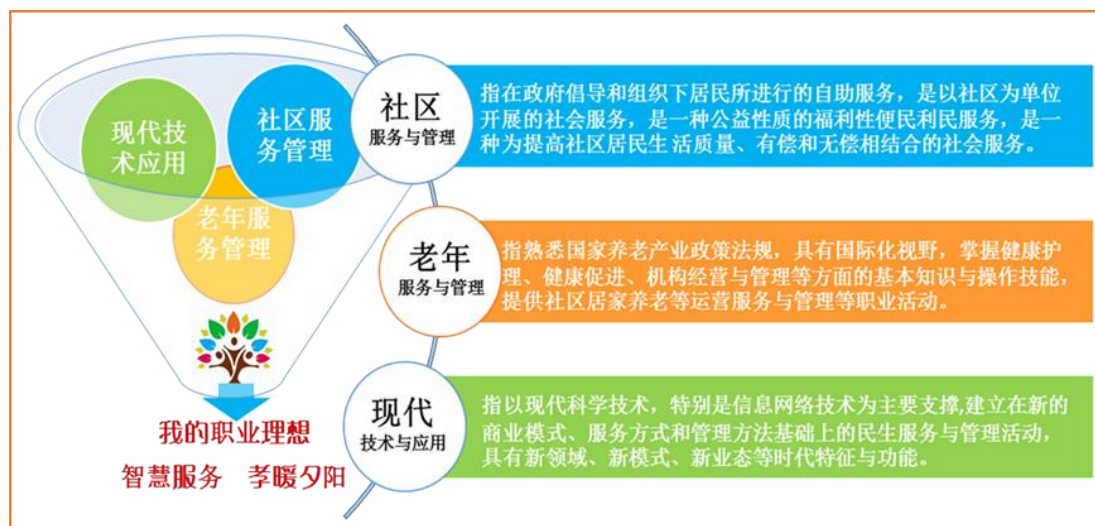 现代技
术应用
社区服
务管理
老年服
务管理
我的职业理想
智慧服务 孝暖夕阳
社区
服务与管理
指在政府倡导和组织下居民所进行的自助服务，是以社区为单位
开展的社会服务，是一种公益性质的福利性便民利民服务，是一
种为提高社区居民生活质量、有偿和无偿相结合的社会服务。
老年
服务与管理
指熟悉国家养老产业政策法规，具有国际化视野，掌握健康护
理、健康促进、机构经营与管理等方面的基本知识与操作技能，
提供社区居家养老等运营服务与管理等职业活动。
现代
技术与应用
指以现代科学技术，特别是信息网络技术为主要支撑,建立在新的
商业模式、服务方式和管理方法基础上的民生服务与管理活动，
具有新领域、新模式、新业态等时代特征与功能。